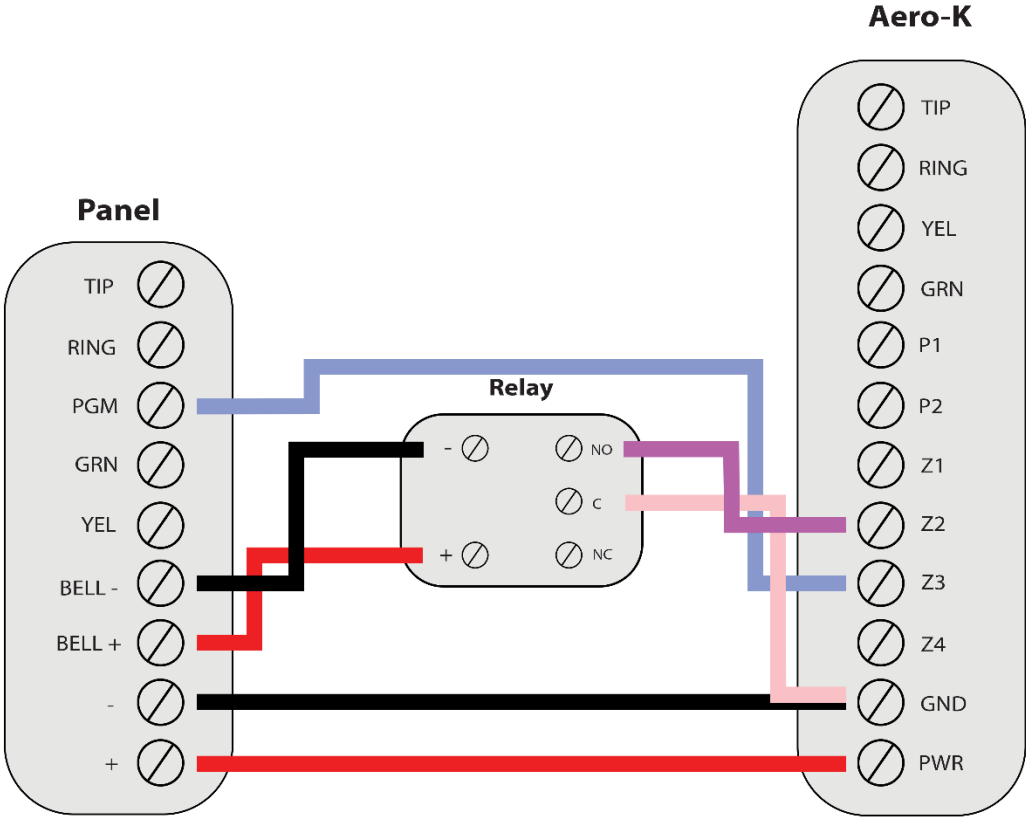 Aero-K
TIP
RING
YEL
GRN
P1
P2
Z1
Z2
Z3
Z4
GND
PWR
Panel
TIP
RING
PGM
GRN
YEL
BELL -
BELL +
-
+
Relay
- NO
C
+ NC